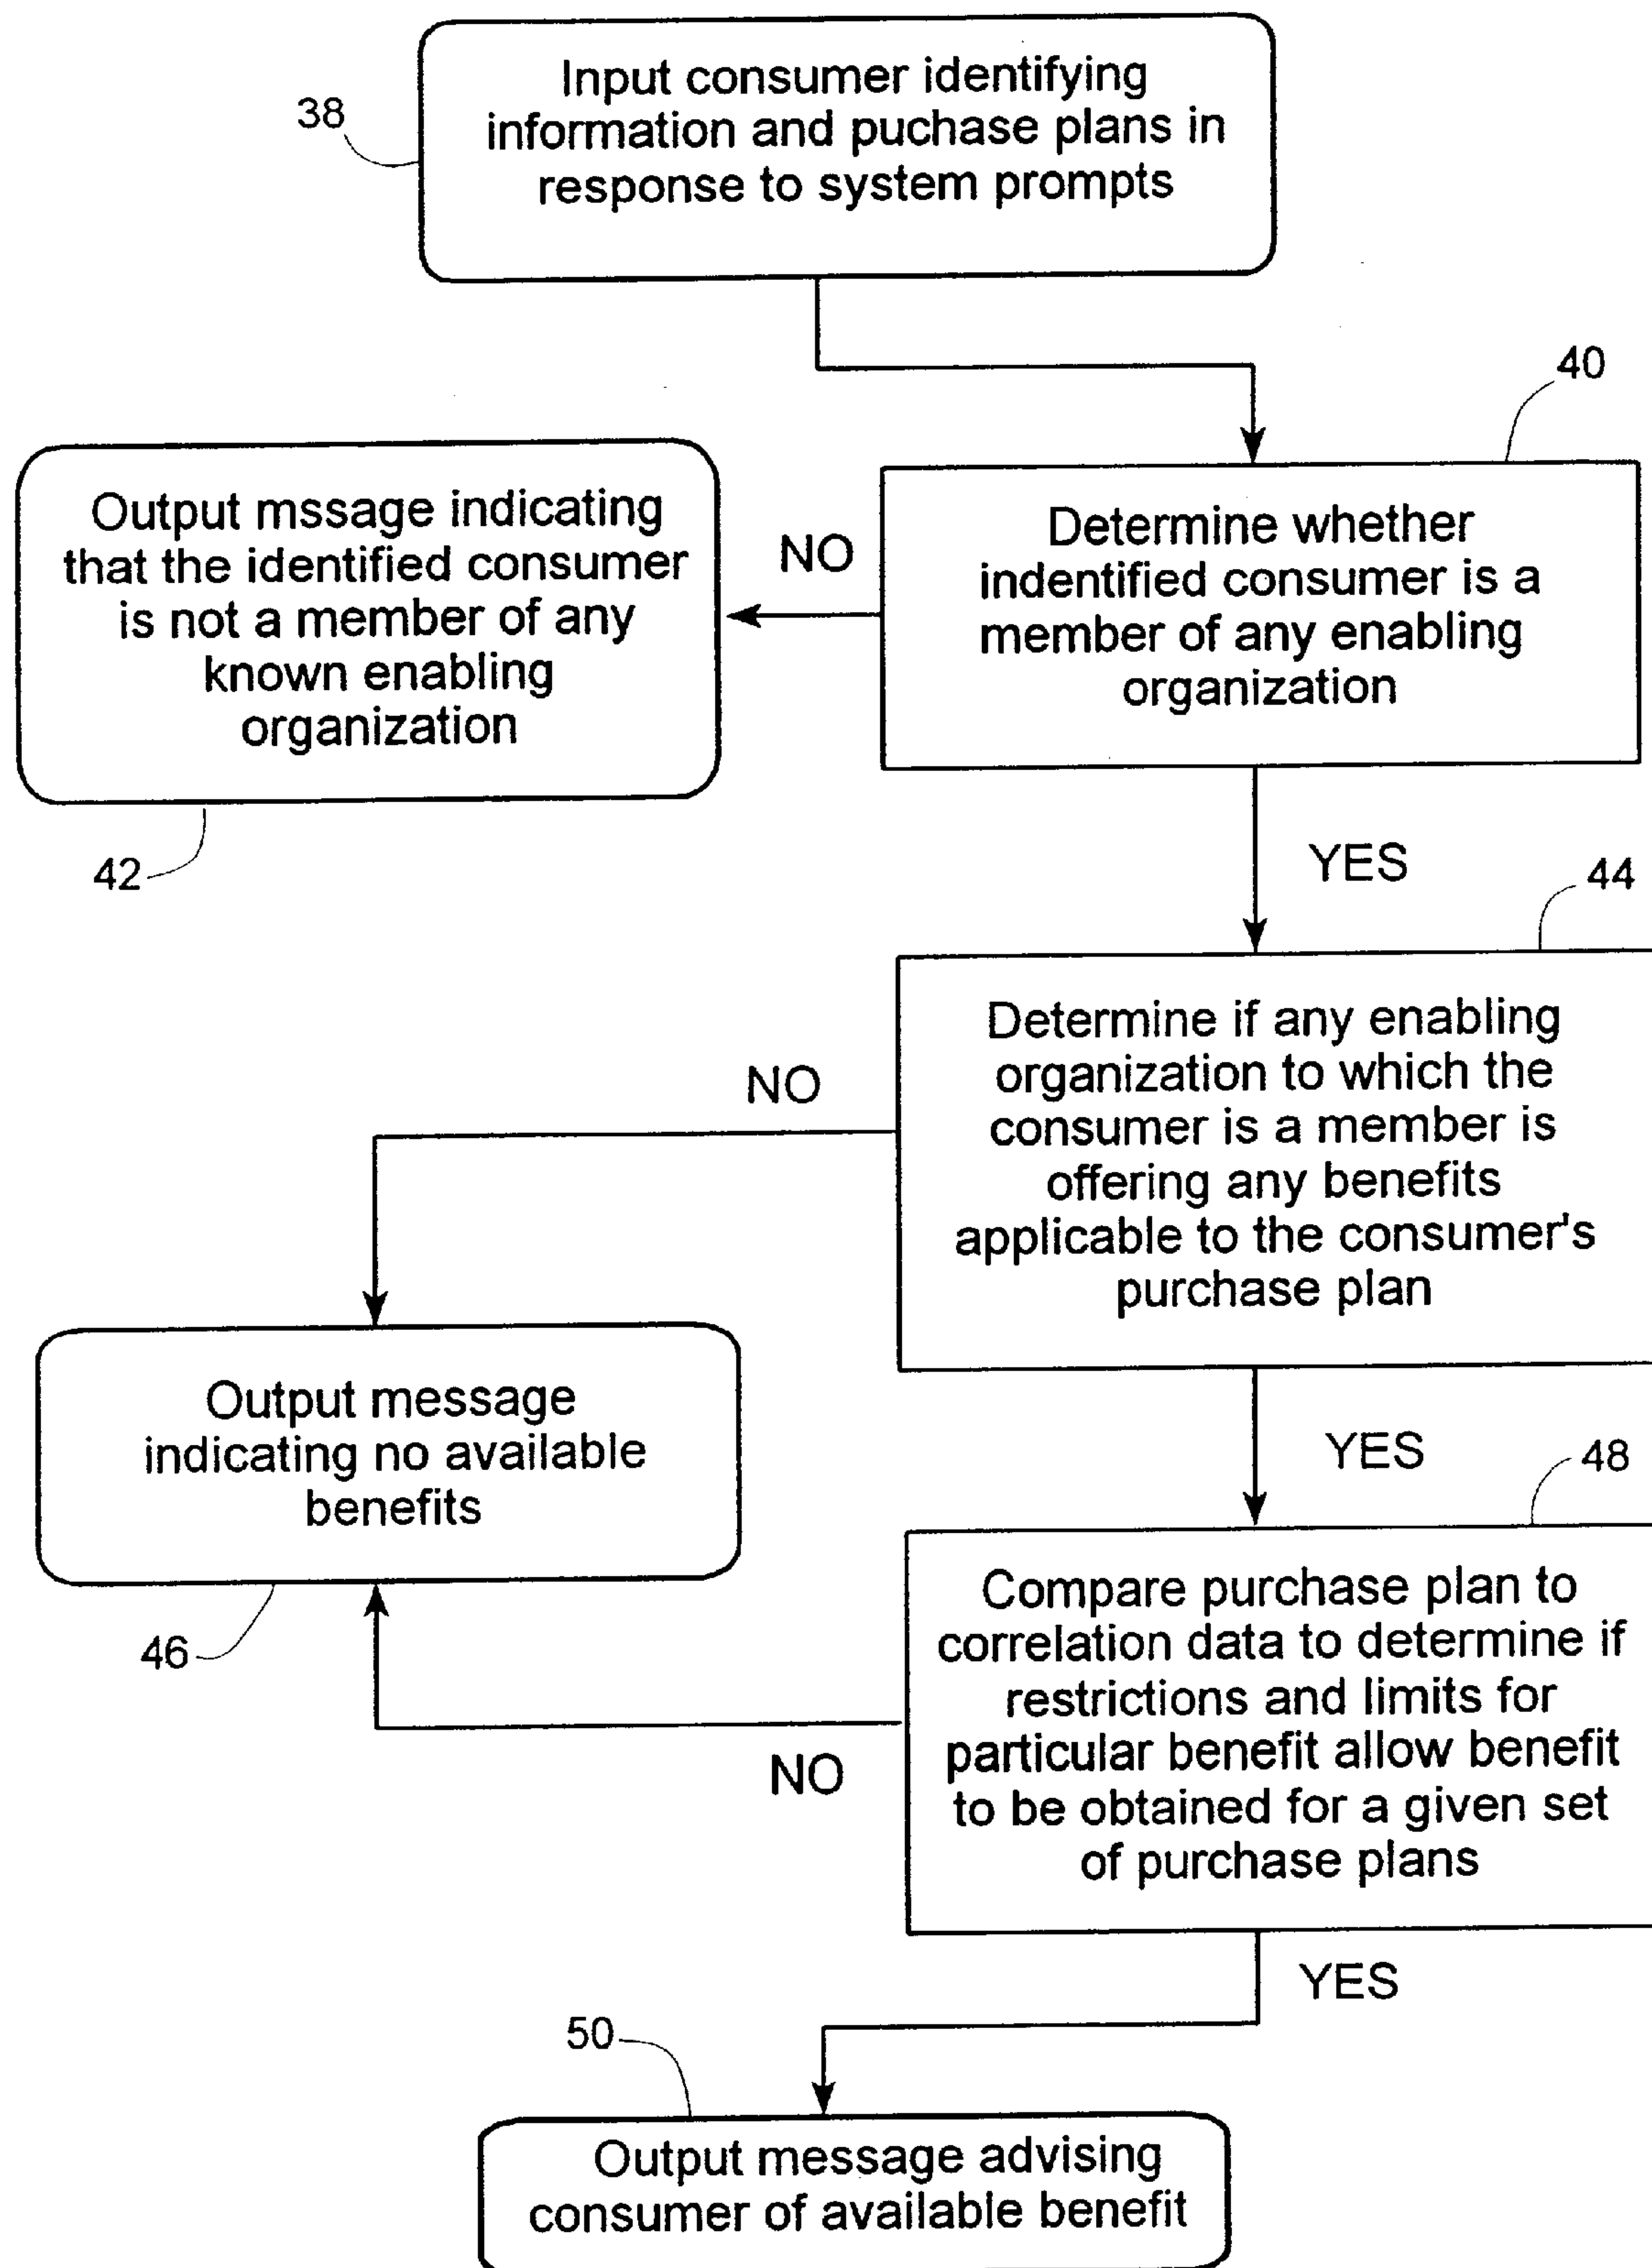 38
Input consumer identifying
information and puchase plans in
response to system prompts
40
Output mssage indicating
that the identified consumer
is not a member of any
known enabling
organization
42
NO
Determine whether
indentified consumer is a
member of any enabling
organization
YES
44
Determine if any enabling
organization to which the
consumer is a member is
offering any benefits
applicable to the consumer's
purchase plan
NO
Output message
indicating no available
benefits
46
YES
48
Compare purchase plan to
correlation data to determine if
restrictions and limits for
particular benefit allow benefit
to be obtained for a given set
of purchase plans
NO
YES
50
Output message advising
consumer of available benefit